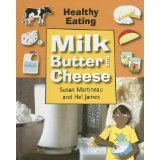 Healthy
Eating
Milk
Butter and
Cheese
Susan Martineau
and Hel James